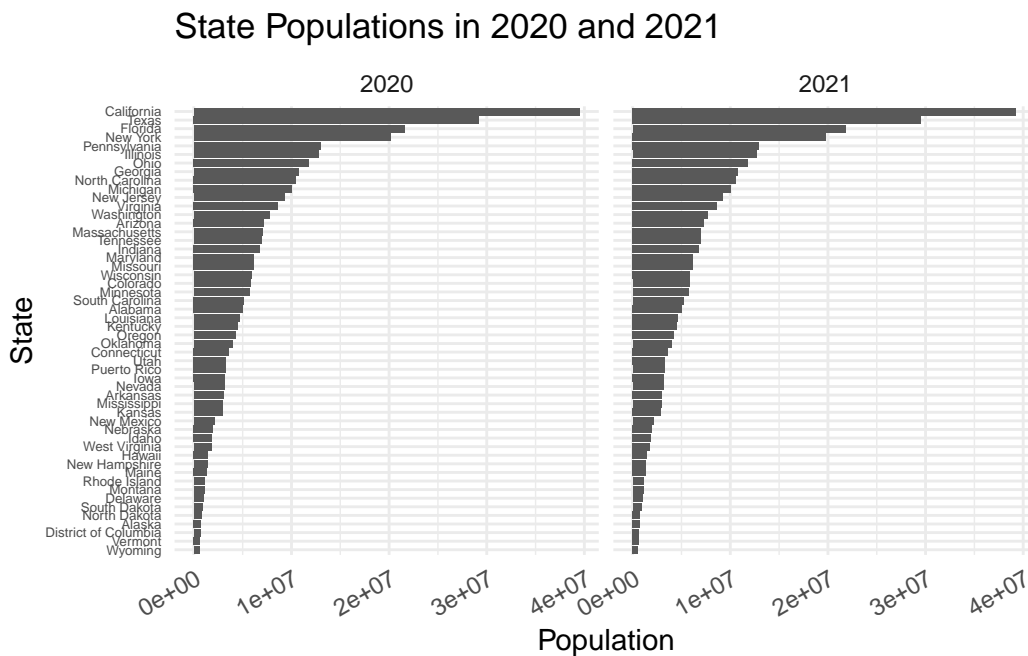 State Populations in 2020 and 2021
2020
2021
State
California
Texas
Florida
New York
Pennsylvania
Illinois
Ohio
Georgia
North Carolina
Michigan
New Jersey
Virginia
Washington
Arizona
Massachusetts
Tennessee
Indiana
Maryland
Missouri
Wisconsin
Colorado
Minnesota
South Carolina
Alabama
Louisiana
Kentucky
Oregon
Oklahoma
Connecticut
Utah
Puerto Rico
Iowa
Nevada
Arkansas
Mississippi
Kansas
New Mexico
Nebraska
Idaho
West Virginia
Hawaii
New Hampshire
Maine
Rhode Island
Montana
Delaware
South Dakota
North Dakota
Alaska
District of Columbia
Vermont
Wyoming
0e+00
1e+07
2e+07
3e+07
4e+07
0e+00
1e+07
2e+07
3e+07
4e+07
Population